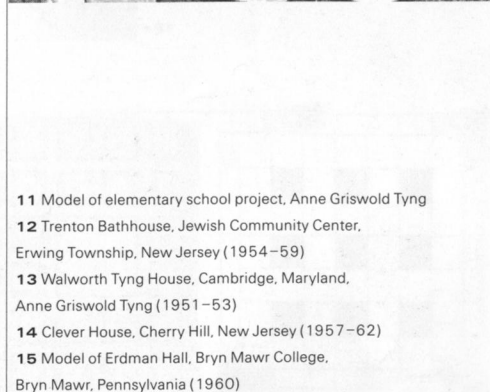 11 Model of elementary school project, Anne Griswold Tyng
12 Trenton Bathhouse, Jewish Community Center,
Erwing Township, New Jersey (1954–59)
13 Walworth Tyng House, Cambridge, Maryland,
Anne Griswold Tyng (1951–53)
14 Clever House, Cherry Hill, New Jersey (1957–62)
15 Model of Erdman Hall, Bryn Mawr College,
Bryn Mawr, Pennsylvania (1960)